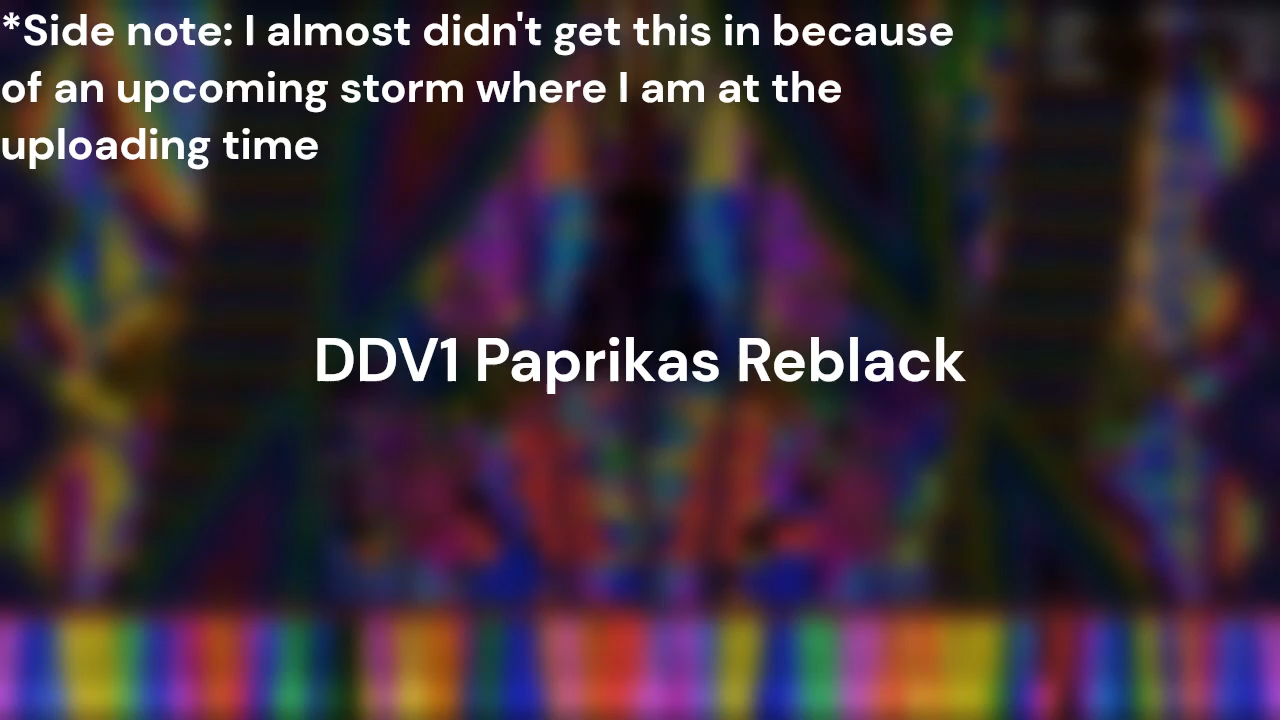 *Side note: I almost didn't get this in because
of an upcoming storm where I am at the
uploading time
DDV1 Paprikas Reblack